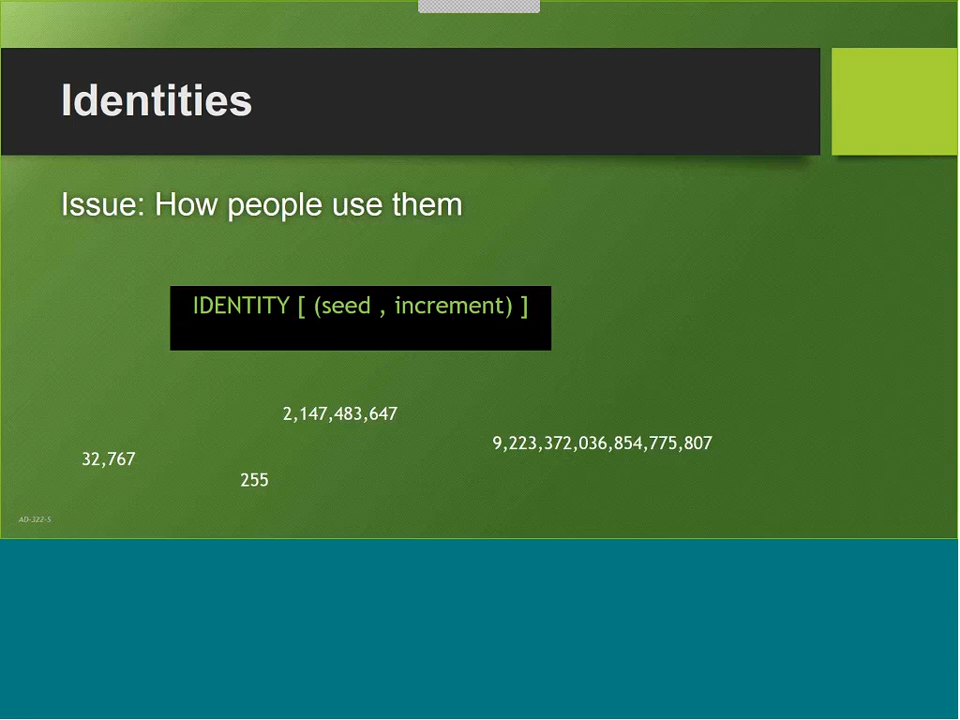 Identities
Issue: How people use them
IDENTITY [ (seed , increment) ]
2,147,483,647
9,223,372,036,854,775,807
32,767
255
AD-322-S